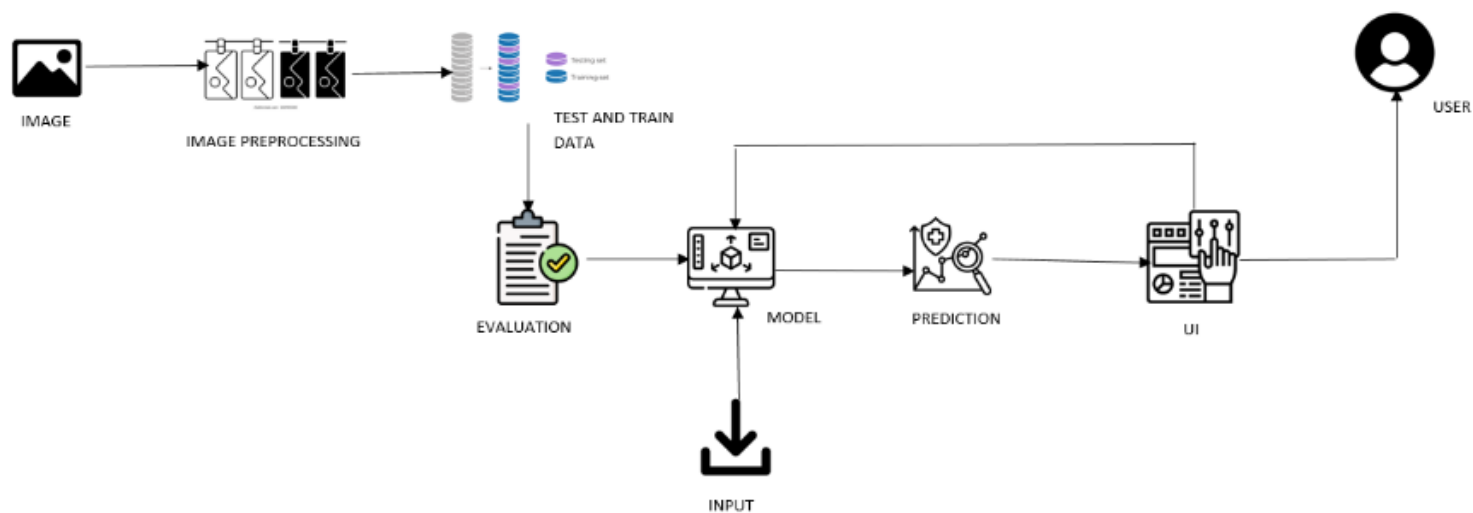 IMAGE
IMAGE PREPROCESSING
Testing set
Training set
TEST AND TRAIN
DATA
USER
EVALUATION
MODEL
PREDICTION
UI
INPUT